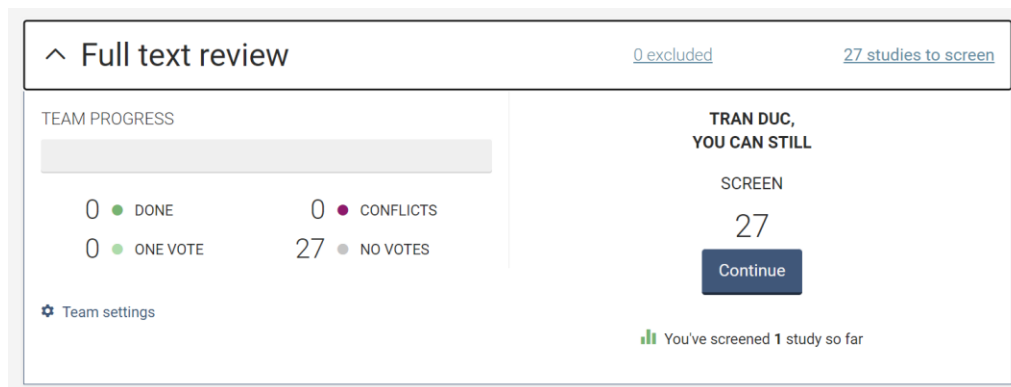 Full text review
0 excluded
27 studies to screen
TEAM PROGRESS
0 DONE
0 CONFLICTS
0 ONE VOTE
27 NO VOTES
Team settings
TRAN DUC,
YOU CAN STILL
SCREEN
27
Continue
You've screened 1 study so far